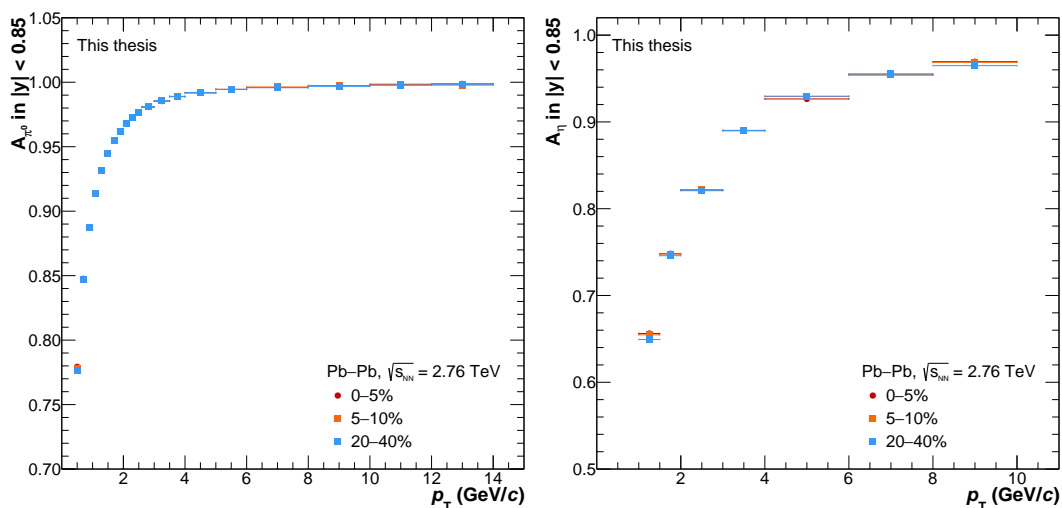 A_π⁰ in |y| < 0.85
1.05
1.00
0.95
0.90
0.85
0.80
0.75
0.70
This thesis
Pb–Pb, √s_NN = 2.76 TeV
0–5%
5–10%
20–40%
2 4 6 8 10 12 14
p_T (GeV/c)
A_η in |y| < 0.85
1.0
0.9
0.8
0.7
0.6
0.5
This thesis
Pb–Pb, √s_NN = 2.76 TeV
0–5%
5–10%
20–40%
2 4 6 8 10
p_T (GeV/c)